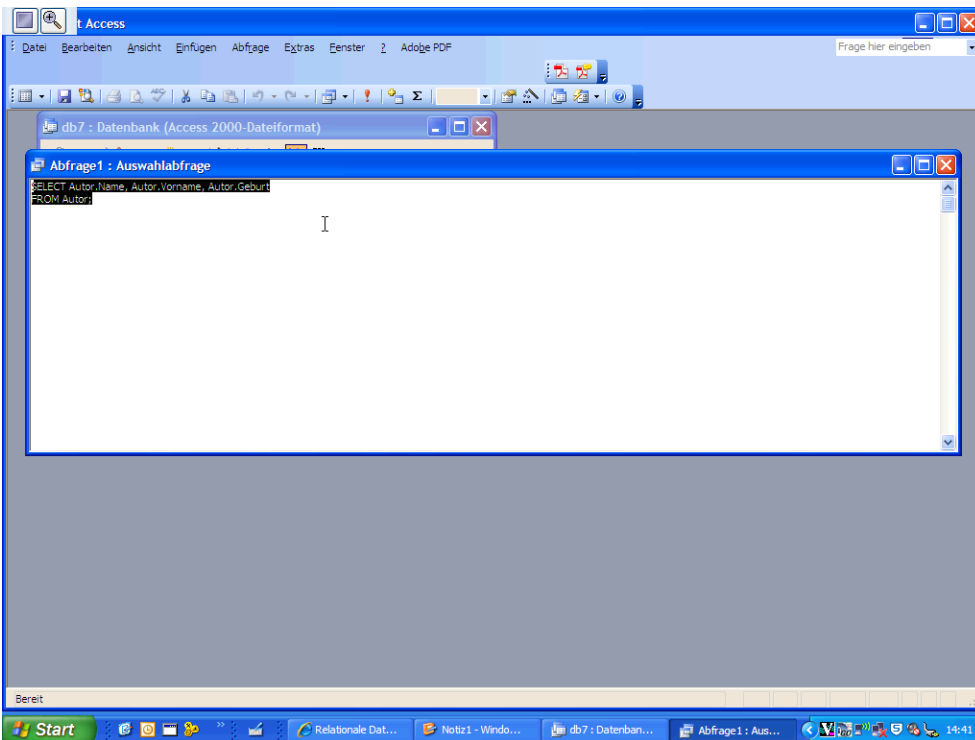 t Access
Datei Bearbeiten Ansicht Einfügen Abfrage Extras Fenster ? Adobe PDF
Frage hier eingeben
db7 : Datenbank (Access 2000-Dateiformat)
Abfrage1 : Auswahlabfrage
SELECT Autor.Name, Autor.Vorname, Autor.Geburt
FROM Autor;
Bereit
Start
Relationale Dat...
Notiz1 - Windo...
db7 : Datenban...
Abfrage1 : Aus...
14:41